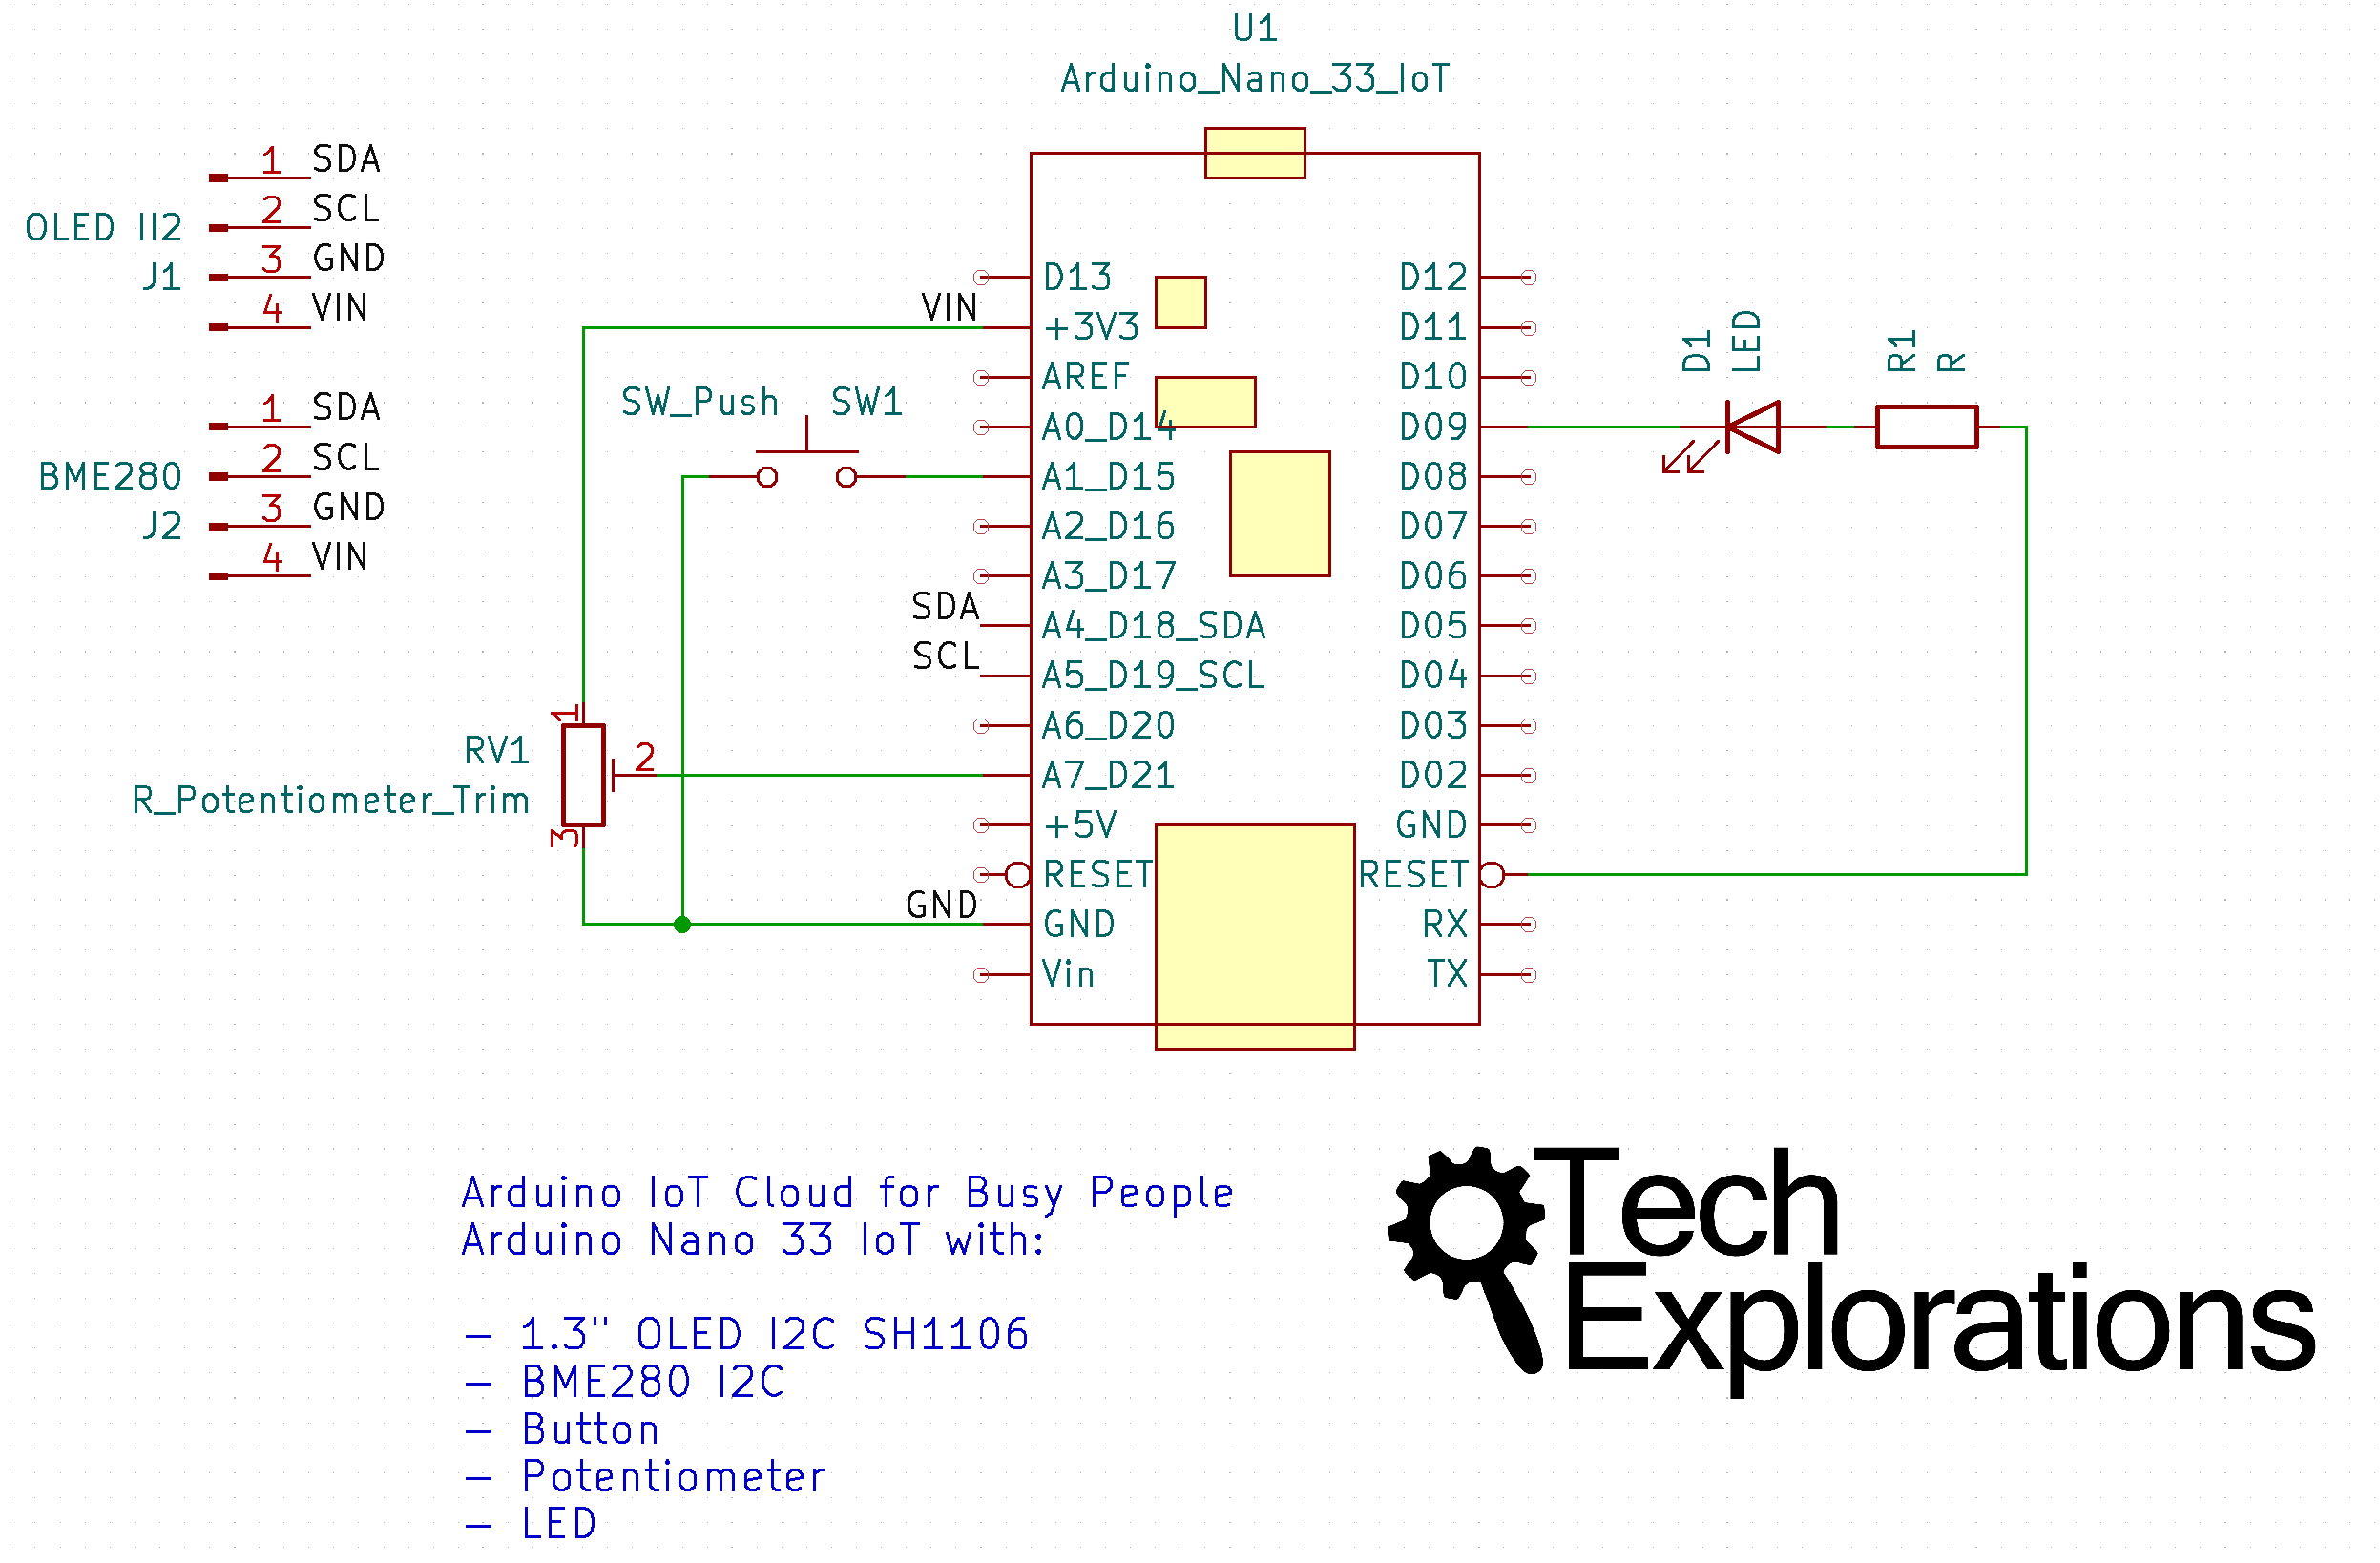 U1
Arduino_Nano_33_IoT
1 SDA
2 SCL
OLED II2
3 GND
J1
4 VIN
1 SDA
2 SCL
BME280
3 GND
J2
4 VIN
VIN
SW_Push SW1
SDA
SCL
1
RV1
2
R_Potentiometer_Trim
3
GND
D13
+3V3
AREF
A0_D14
A1_D15
A2_D16
A3_D17
A4_D18_SDA
A5_D19_SCL
A6_D20
A7_D21
+5V
RESET
GND
Vin
D12
D11
D10
D09
D08
D07
D06
D05
D04
D03
D02
GND
RESET
RX
TX
D1
LED
R1
R
Arduino IoT Cloud for Busy People
Arduino Nano 33 IoT with:
- 1.3" OLED I2C SH1106
- BME280 I2C
- Button
- Potentiometer
- LED
Tech
Explorations